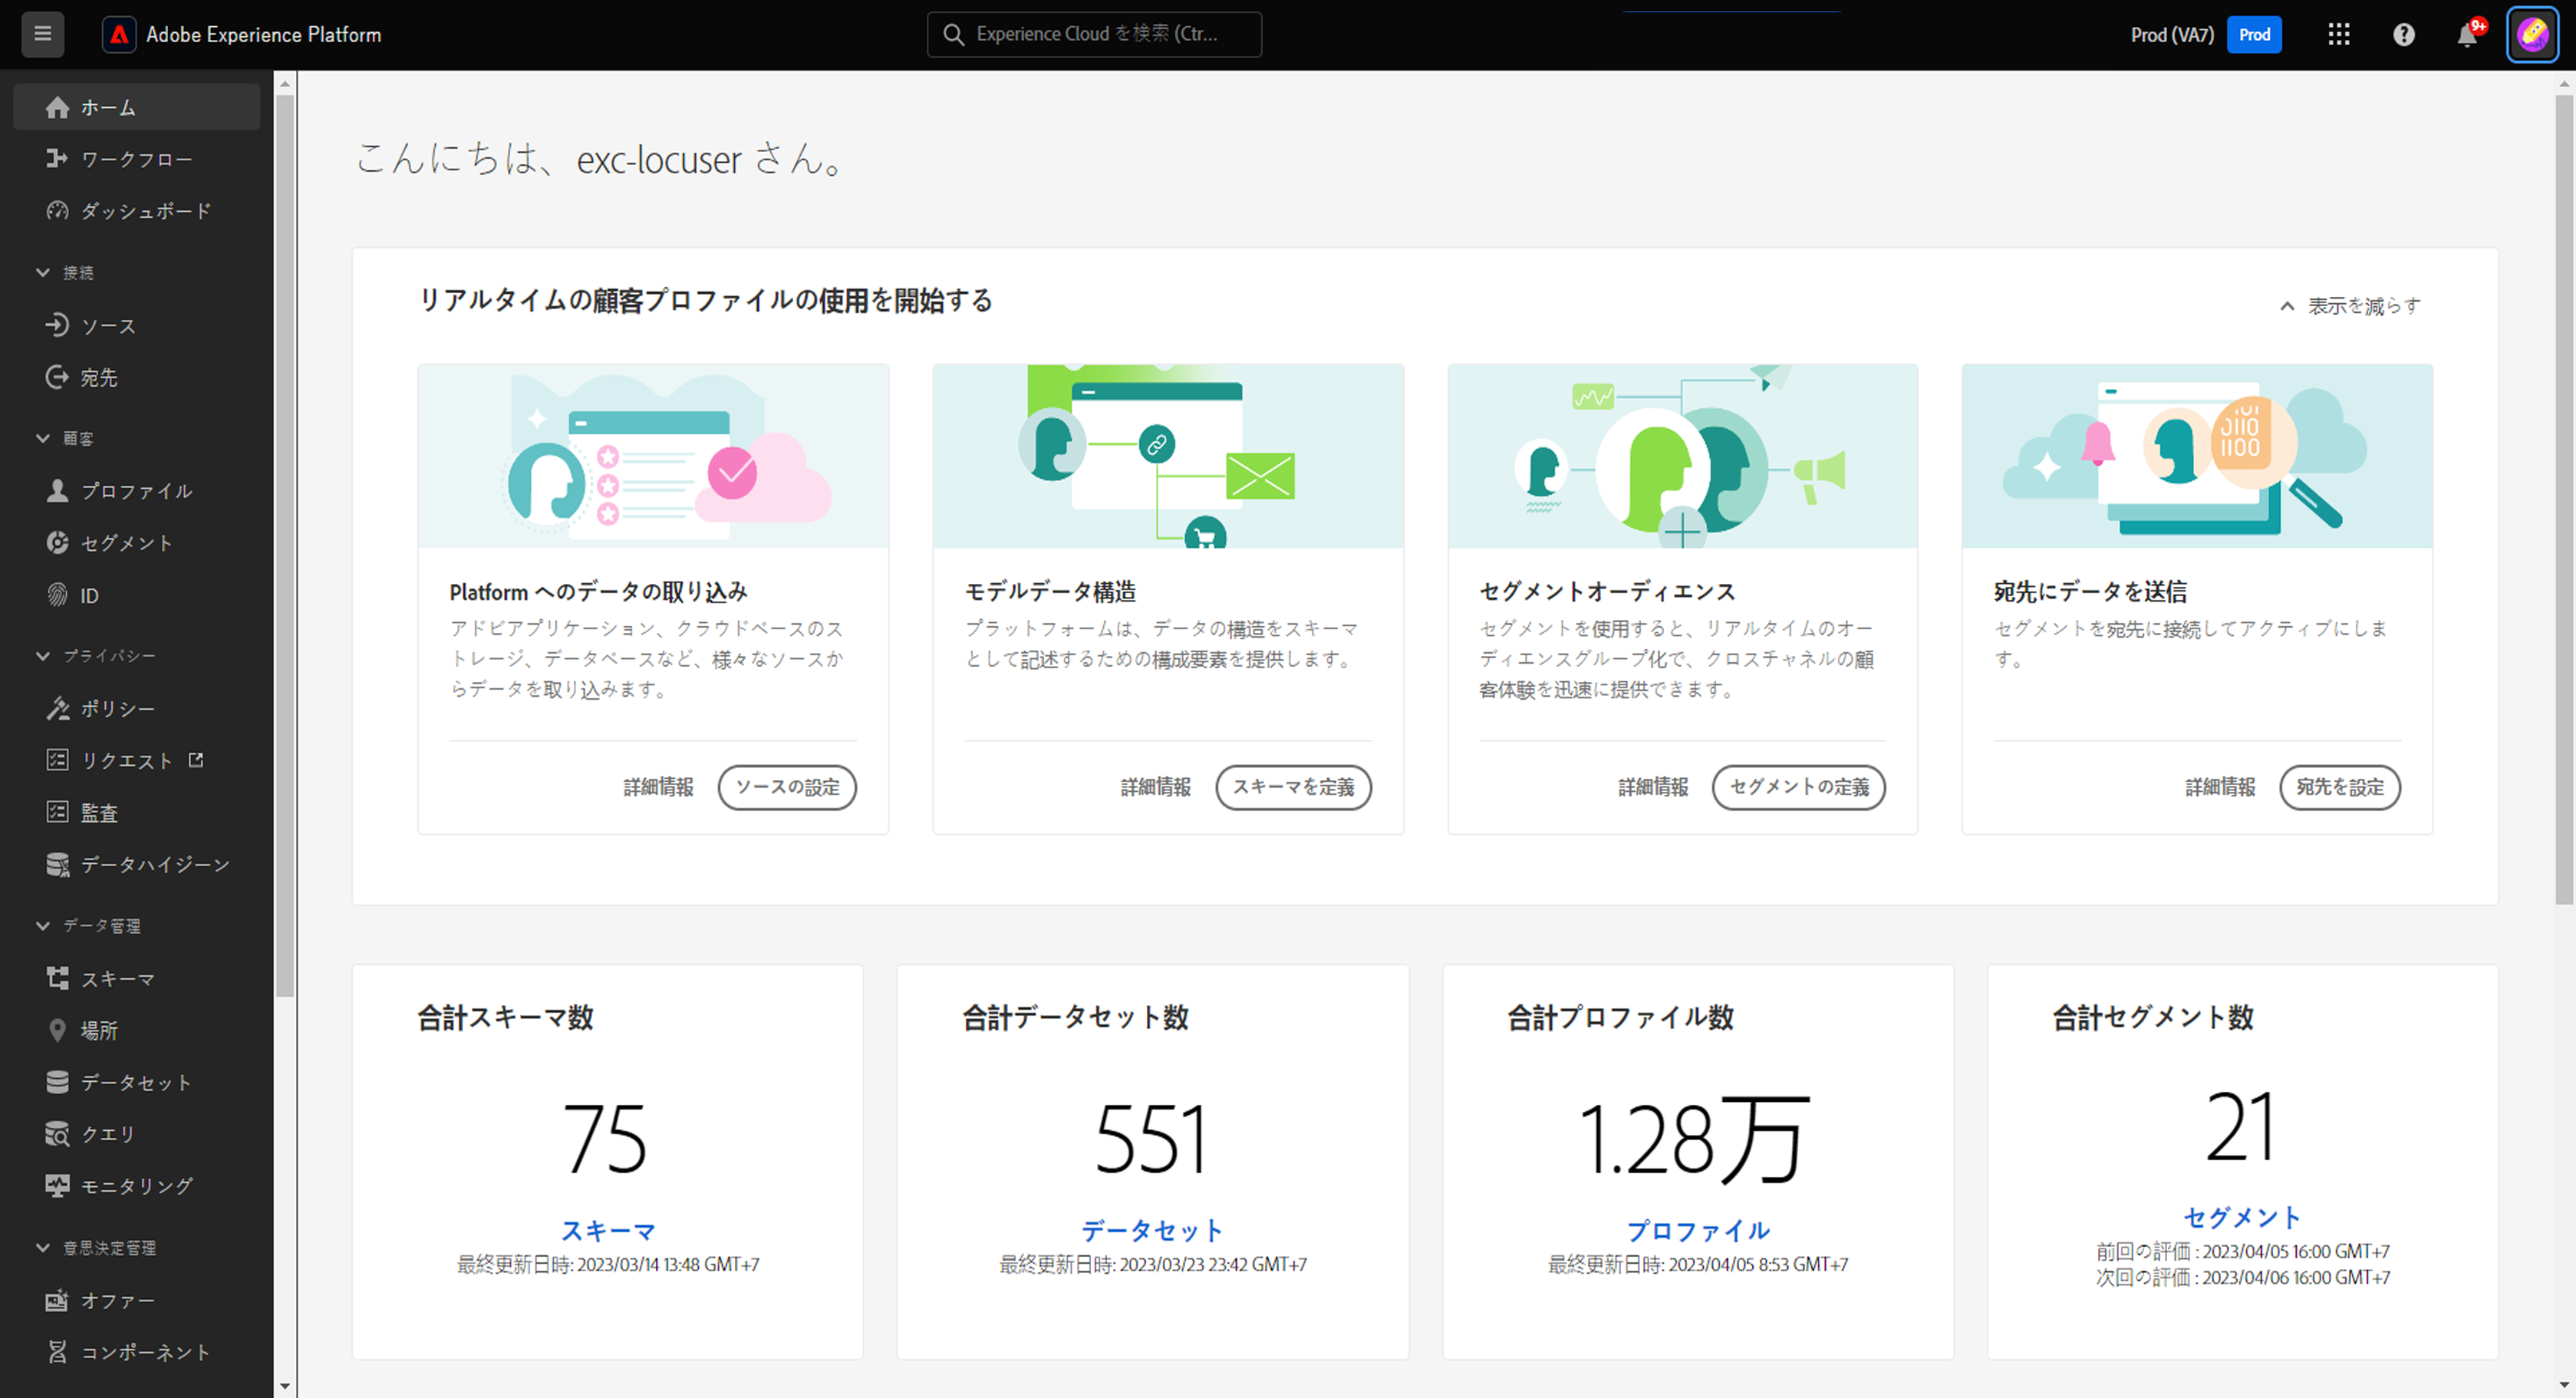 Adobe Experience Platform
Experience Cloud を検索 (Ctr...
Prod (VA7)
Prod
9+
ホーム
ワークフロー
ダッシュボード
接続
ソース
宛先
顧客
プロファイル
セグメント
ID
プライバシー
ポリシー
リクエスト
監査
データハイジーン
データ管理
スキーマ
場所
データセット
クエリ
モニタリング
意思決定管理
オファー
コンポーネント
こんにちは、exc-locuser さん。
リアルタイムの顧客プロファイルの使用を開始する
表示を減らす
Platform へのデータの取り込み
アドビアプリケーション、クラウドベースのス
トレージ、データベースなど、様々なソースか
らデータを取り込みます。
詳細情報
ソースの設定
モデルデータ構造
プラットフォームは、データの構造をスキーマ
として記述するための構成要素を提供します。
詳細情報
スキーマを定義
セグメントオーディエンス
セグメントを使用すると、リアルタイムのオー
ディエンスグループ化で、クロスチャネルの顧
客体験を迅速に提供できます。
詳細情報
セグメントの定義
宛先にデータを送信
セグメントを宛先に接続してアクティブにしま
す。
詳細情報
宛先を設定
合計スキーマ数
75
スキーマ
最終更新日時: 2023/03/14 13:48 GMT+7
合計データセット数
551
データセット
最終更新日時: 2023/03/23 23:42 GMT+7
合計プロファイル数
1.28万
プロファイル
最終更新日時: 2023/04/05 8:53 GMT+7
合計セグメント数
21
セグメント
前回の評価 : 2023/04/05 16:00 GMT+7
次回の評価 : 2023/04/06 16:00 GMT+7